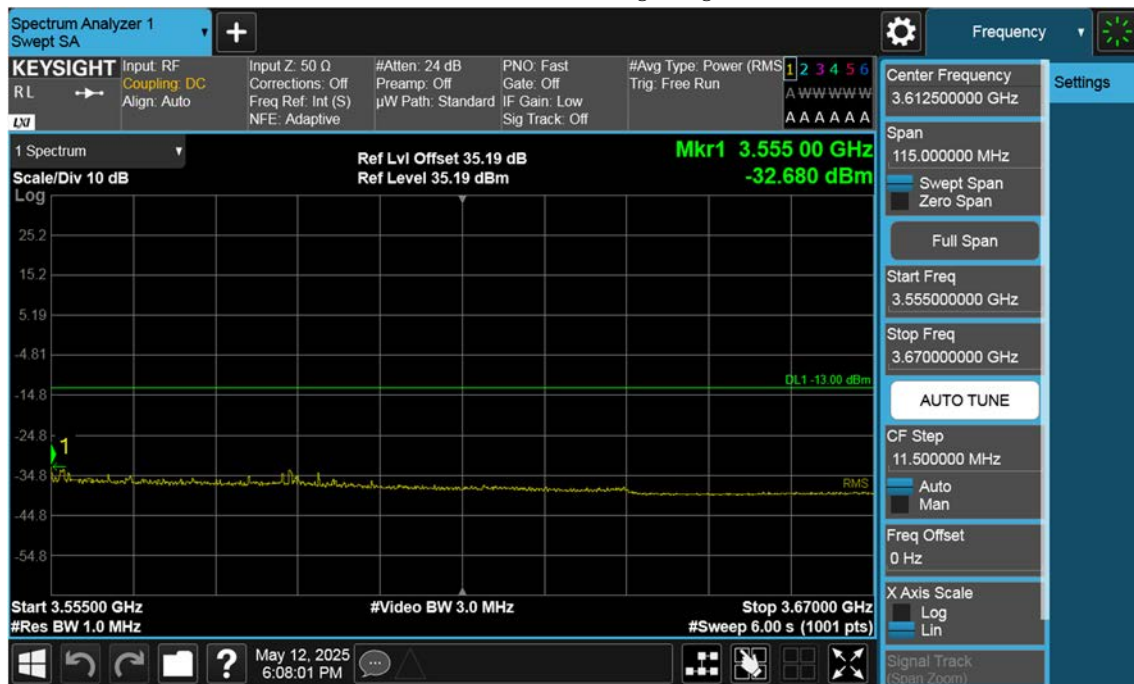 Spectrum Analyzer 1
Swept SA
+
Frequency
KEYSIGHT
RL
LXI
Input: RF
Coupling: DC
Align: Auto
Input Z: 50 Ω
Corrections: Off
Freq Ref: Int (S)
NFE: Adaptive
#Atten: 24 dB
Preamp: Off
µW Path: Standard
PNO: Fast
Gate: Off
IF Gain: Low
Sig Track: Off
#Avg Type: Power (RMS
Trig: Free Run
1 2 3 4 5 6
A W W W W W
A A A A A A
1 Spectrum
Scale/Div 10 dB
Log
Ref Lvl Offset 35.19 dB
Ref Level 35.19 dBm
Mkr1 3.555 00 GHz
-32.680 dBm
25.2
15.2
5.19
-4.81
-14.8
-24.8
-34.8
-44.8
-54.8
DL1 -13.00 dBm
1
RMS
Start 3.55500 GHz
#Res BW 1.0 MHz
#Video BW 3.0 MHz
Stop 3.67000 GHz
#Sweep 6.00 s (1001 pts)
Center Frequency
3.612500000 GHz
Span
115.000000 MHz
Swept Span
Zero Span
Full Span
Start Freq
3.555000000 GHz
Stop Freq
3.670000000 GHz
AUTO TUNE
CF Step
11.500000 MHz
Auto
Man
Freq Offset
0 Hz
X Axis Scale
Log
Lin
Signal Track
(Span Zoom)
Settings
?
May 12, 2025
6:08:01 PM